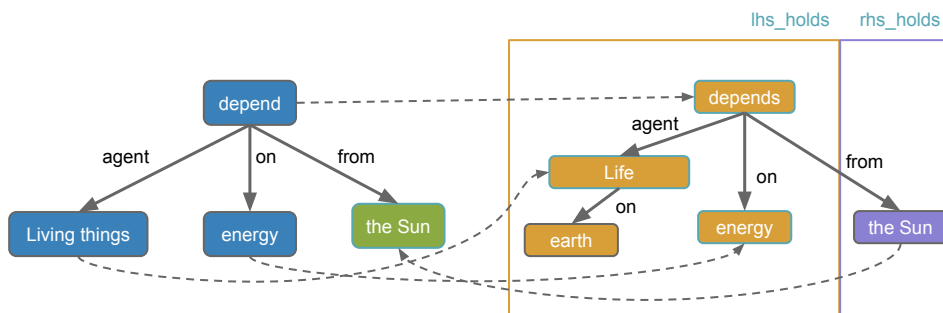 lhs_holds rhs_holds
depend depends
agent on from agent on from
Life
on
Living things energy the Sun earth energy the Sun